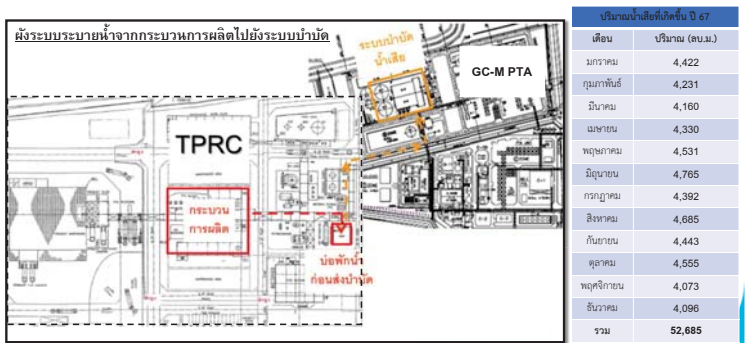 ผังระบบระบายน้ำจากกระบวนการผลิตไปยังระบบบำบัด
ระบบบำบัด
น้ำเสีย
GC-M PTA
TPRC
กระบวน
การผลิต
บ่อพักน้ำ
ก่อนส่งบำบัด
ปริมาณน้ำเสียที่เกิดขึ้น ปี 67
เดือน ปริมาณ (ลบ.ม.)
มกราคม 4,422
กุมภาพันธ์ 4,231
มีนาคม 4,160
เมษายน 4,330
พฤษภาคม 4,531
มิถุนายน 4,765
กรกฎาคม 4,392
สิงหาคม 4,685
กันยายน 4,443
ตุลาคม 4,555
พฤศจิกายน 4,073
ธันวาคม 4,096
รวม 52,685